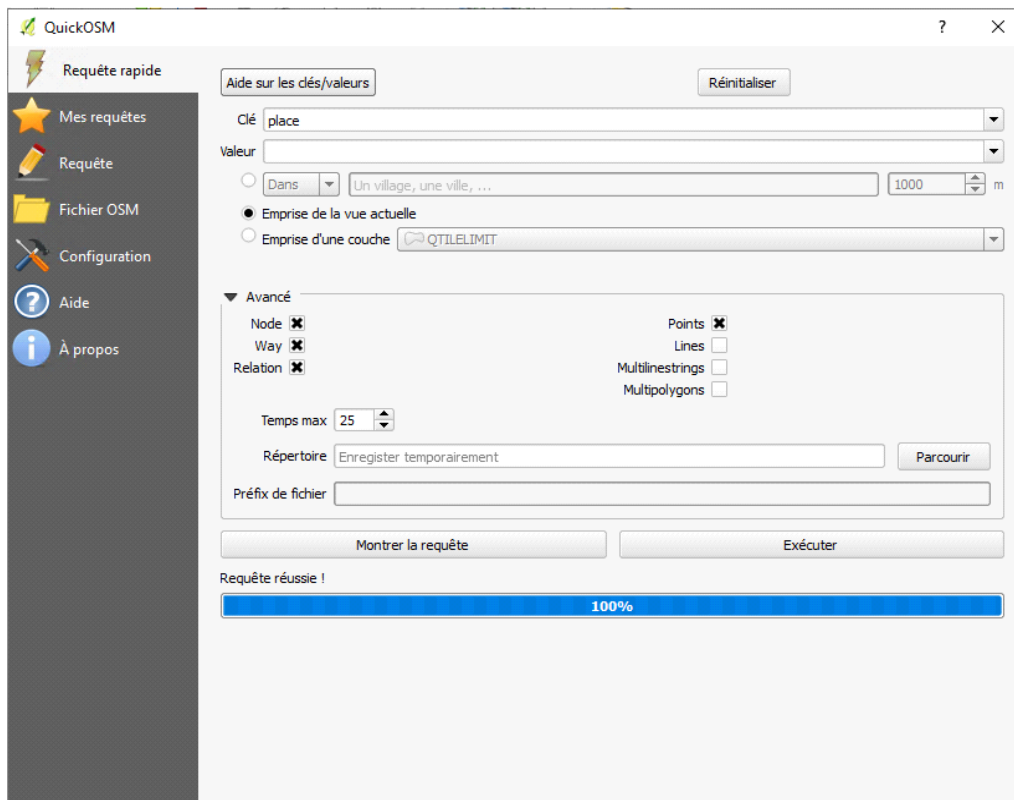 QuickOSM
Requête rapide
Mes requêtes
Requête
Fichier OSM
Configuration
Aide
À propos
Aide sur les clés/valeurs Réinitialiser
Clé place
Valeur
Dans Un village, une ville, ... 1000 m
Emprise de la vue actuelle
Emprise d'une couche QTILELIMIT
Avancé
Node Points
Way Lines
Relation Multilinestrings
Multipolygons
Temps max 25
Répertoire Enregister temporairement Parcourir
Préfix de fichier
Montrer la requête Exécuter
Requête réussie !
100%